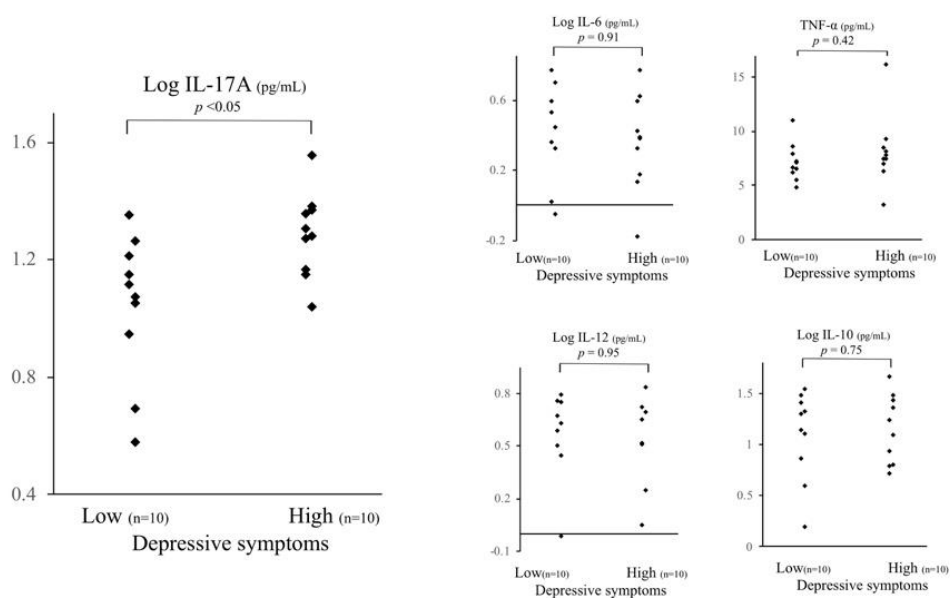 Log IL-17A (pg/mL)
p <0.05
1.6
1.2
0.8
0.4
Low (n=10)
High (n=10)
Depressive symptoms
Log IL-6 (pg/mL)
p = 0.91
0.6
0.2
-0.2
Low(n=10)
High (n=10)
Depressive symptoms
TNF-α (pg/mL)
p = 0.42
15
10
5
0
Low(n=10)
High (n=10)
Depressive symptoms
Log IL-12 (pg/mL)
p = 0.95
0.8
0.5
0.2
-0.1
Low(n=10)
High (n=10)
Depressive symptoms
Log IL-10 (pg/mL)
p = 0.75
1.5
1
0.5
0
Low(n=10)
High (n=10)
Depressive symptoms